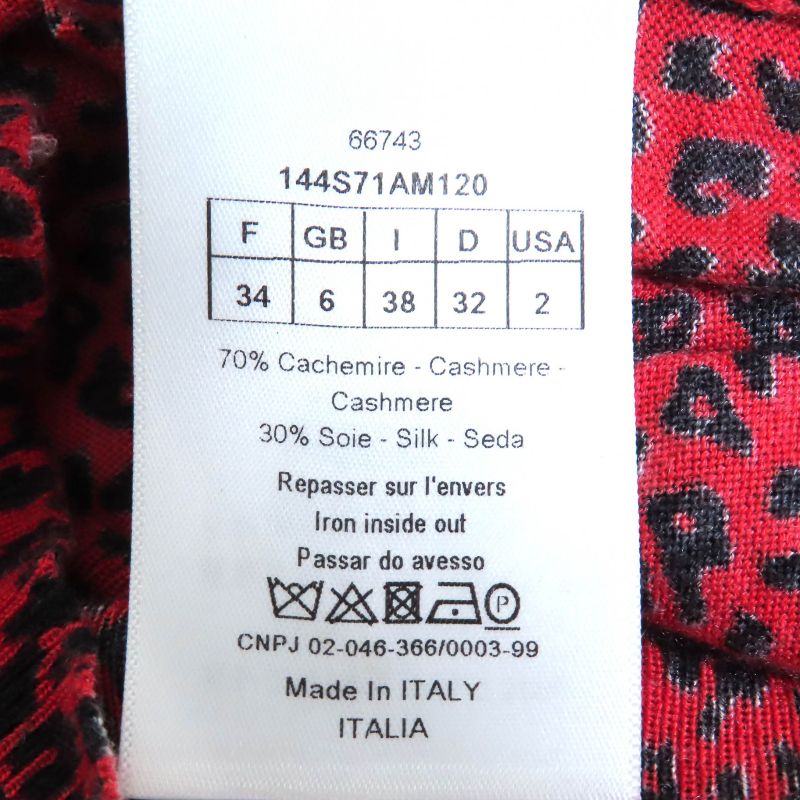 66743
144S71AM120
F GB I D USA
34 6 38 32 2
70% Cachemire - Cashmere -
Cashmere
30% Soie - Silk - Seda
Repasser sur l'envers
Iron inside out
Passar do avesso
P
CNPJ 02-046-366/0003-99
Made In ITALY
ITALIA